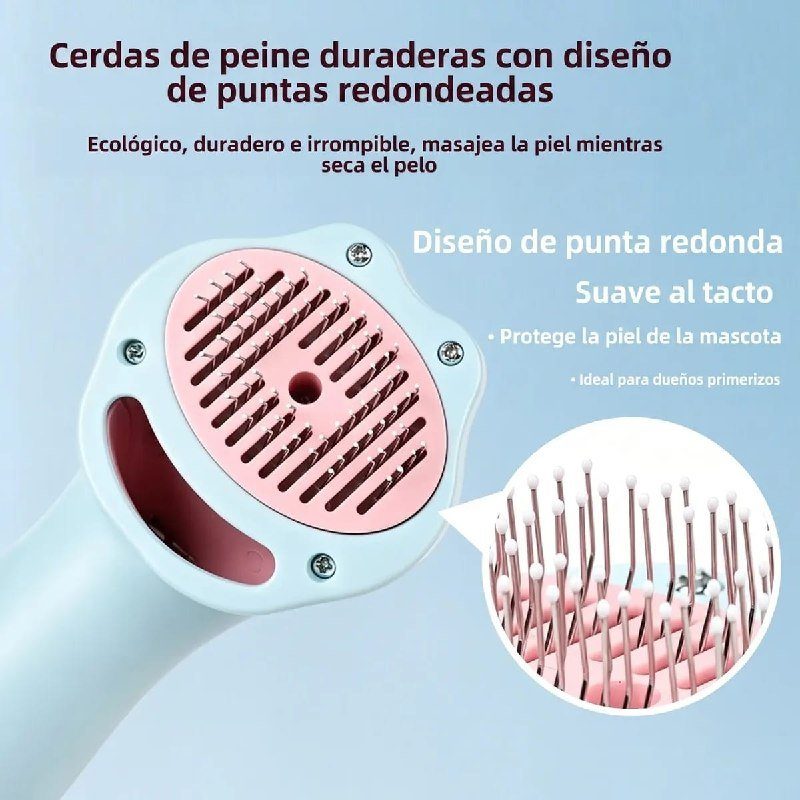 Cerdas de peine duraderas con diseño
de puntas redondeadas
Ecológico, duradero e irrompible, masajea la piel mientras
seca el pelo
Diseño de punta redonda
Suave al tacto
• Protege la piel de la mascota
• Ideal para dueños primerizos